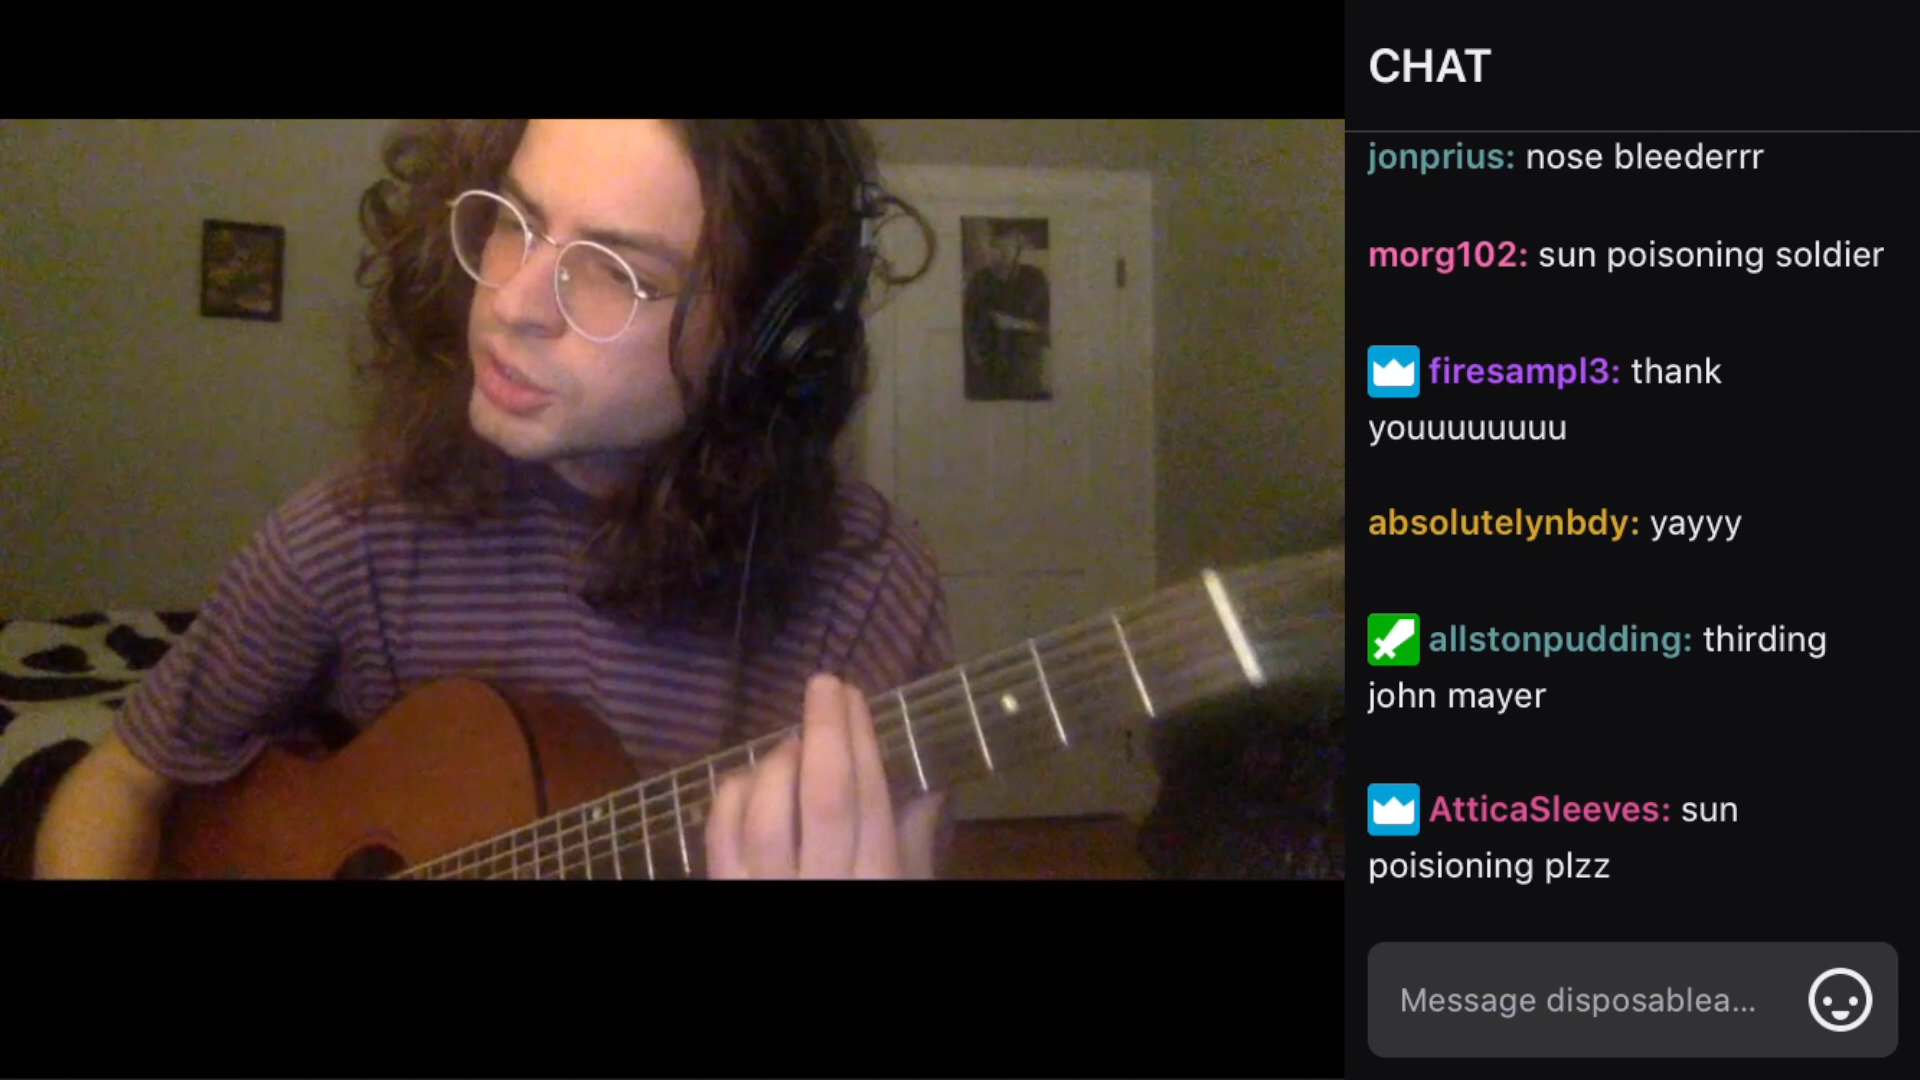 CHAT
jonprius: nose bleederrr
morg102: sun poisoning soldier
firesampl3: thank
youuuuuuuu
absolutelynbdy: yayyy
allstonpudding: thirding
john mayer
AtticaSleeves: sun
poisioning plzz
Message disposablea...